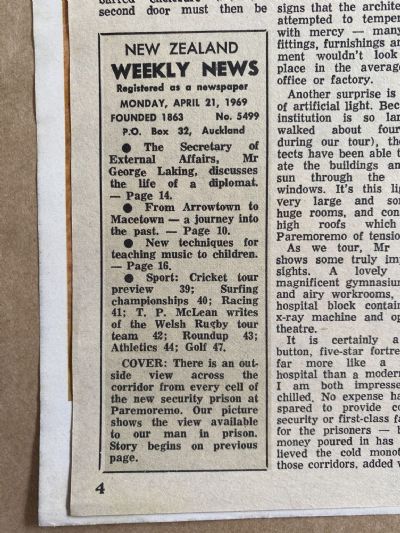 second door must then be
NEW ZEALAND
WEEKLY NEWS
Registered as a newspaper
MONDAY, APRIL 21, 1969
FOUNDED 1863 No. 5499
P.O. Box 32, Auckland
● The Secretary of
External Affairs, Mr
George Laking, discusses
the life of a diplomat.
— Page 14.
● From Arrowtown to
Macetown — a journey into
the past. — Page 10.
● New techniques for
teaching music to children.
— Page 16.
● Sport: Cricket tour
preview 39; Surfing
championships 40; Racing
41; T. P. McLean writes
of the Welsh Rugby tour
team 42; Roundup 43;
Athletics 44; Golf 47.
COVER: There is an out-
side view across the
corridor from every cell of
the new security prison at
Paremoremo. Our picture
shows the view available
to our man in prison.
Story begins on previous
page.
4
signs that the archite
attempted to temper
with mercy — many
fittings, furnishings an
ment wouldn't look
place in the averag
office or factory.
Another surprise is
of artificial light. Beca
institution is so lar
walked about four
during our tour), the
tects have been able t
ate the buildings an
sun through the
windows. It's this lig
very large and so
huge rooms, and con
high roofs which
Paremoremo of tension
As we tour, Mr
shows some truly imp
sights. A lovely
magnificent gymnasium
and airy workrooms,
hospital block contain
x-ray machine and op
theatre.
It is certainly a
button, five-star fortre
far more like a
hospital than a moder
I am both impresse
chilled. No expense ha
spared to provide co
security or first-class fa
for the prisoners — b
money poured in has
lieved the cold monot
those corridors, added